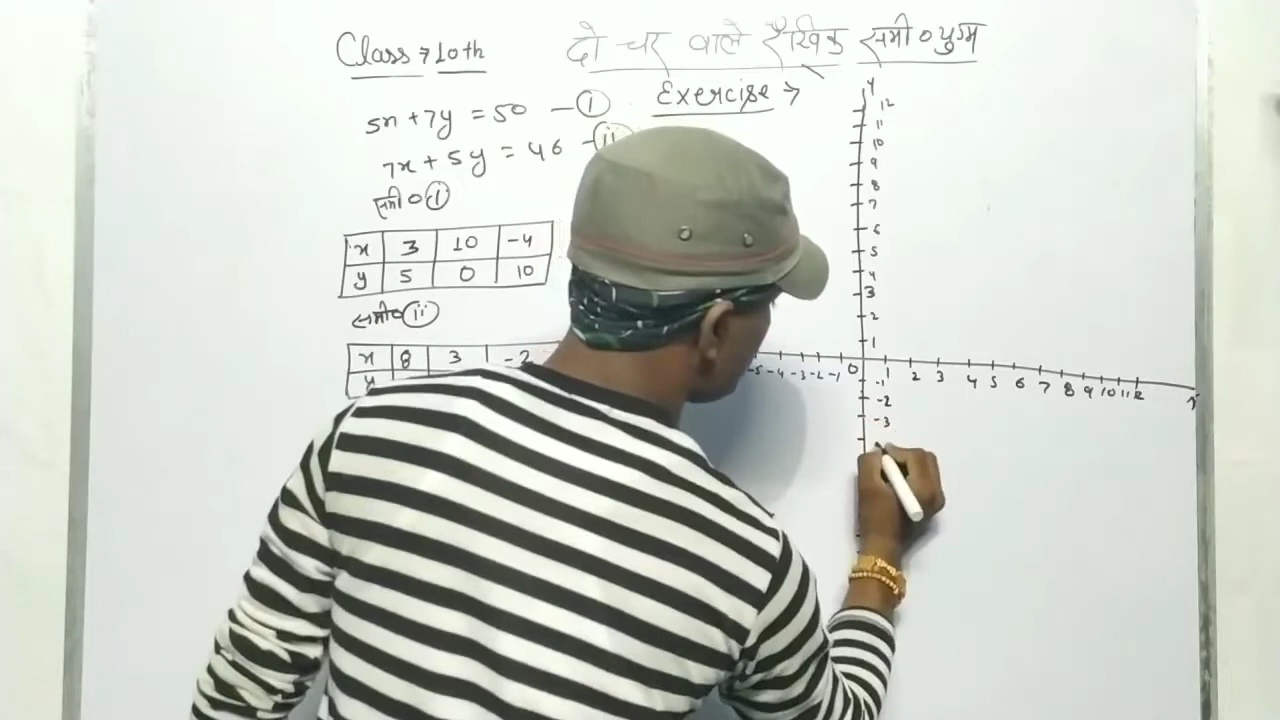 Class → 10th
दो चर वाले रैखिक समी० युग्म
Exercise →
5x + 7y = 50 — (i)
7x + 5y = 46 — (ii)
समी० (i)
x 3 10 -4
y 5 0 10
समी० (ii)
x 8 3 -2
y
Y
12
11
10
9
8
7
6
5
4
3
2
1
-5 -4 -3 -2 -1 0 1 2 3 4 5 6 7 8 9 10 11 12 X
-1
-2
-3